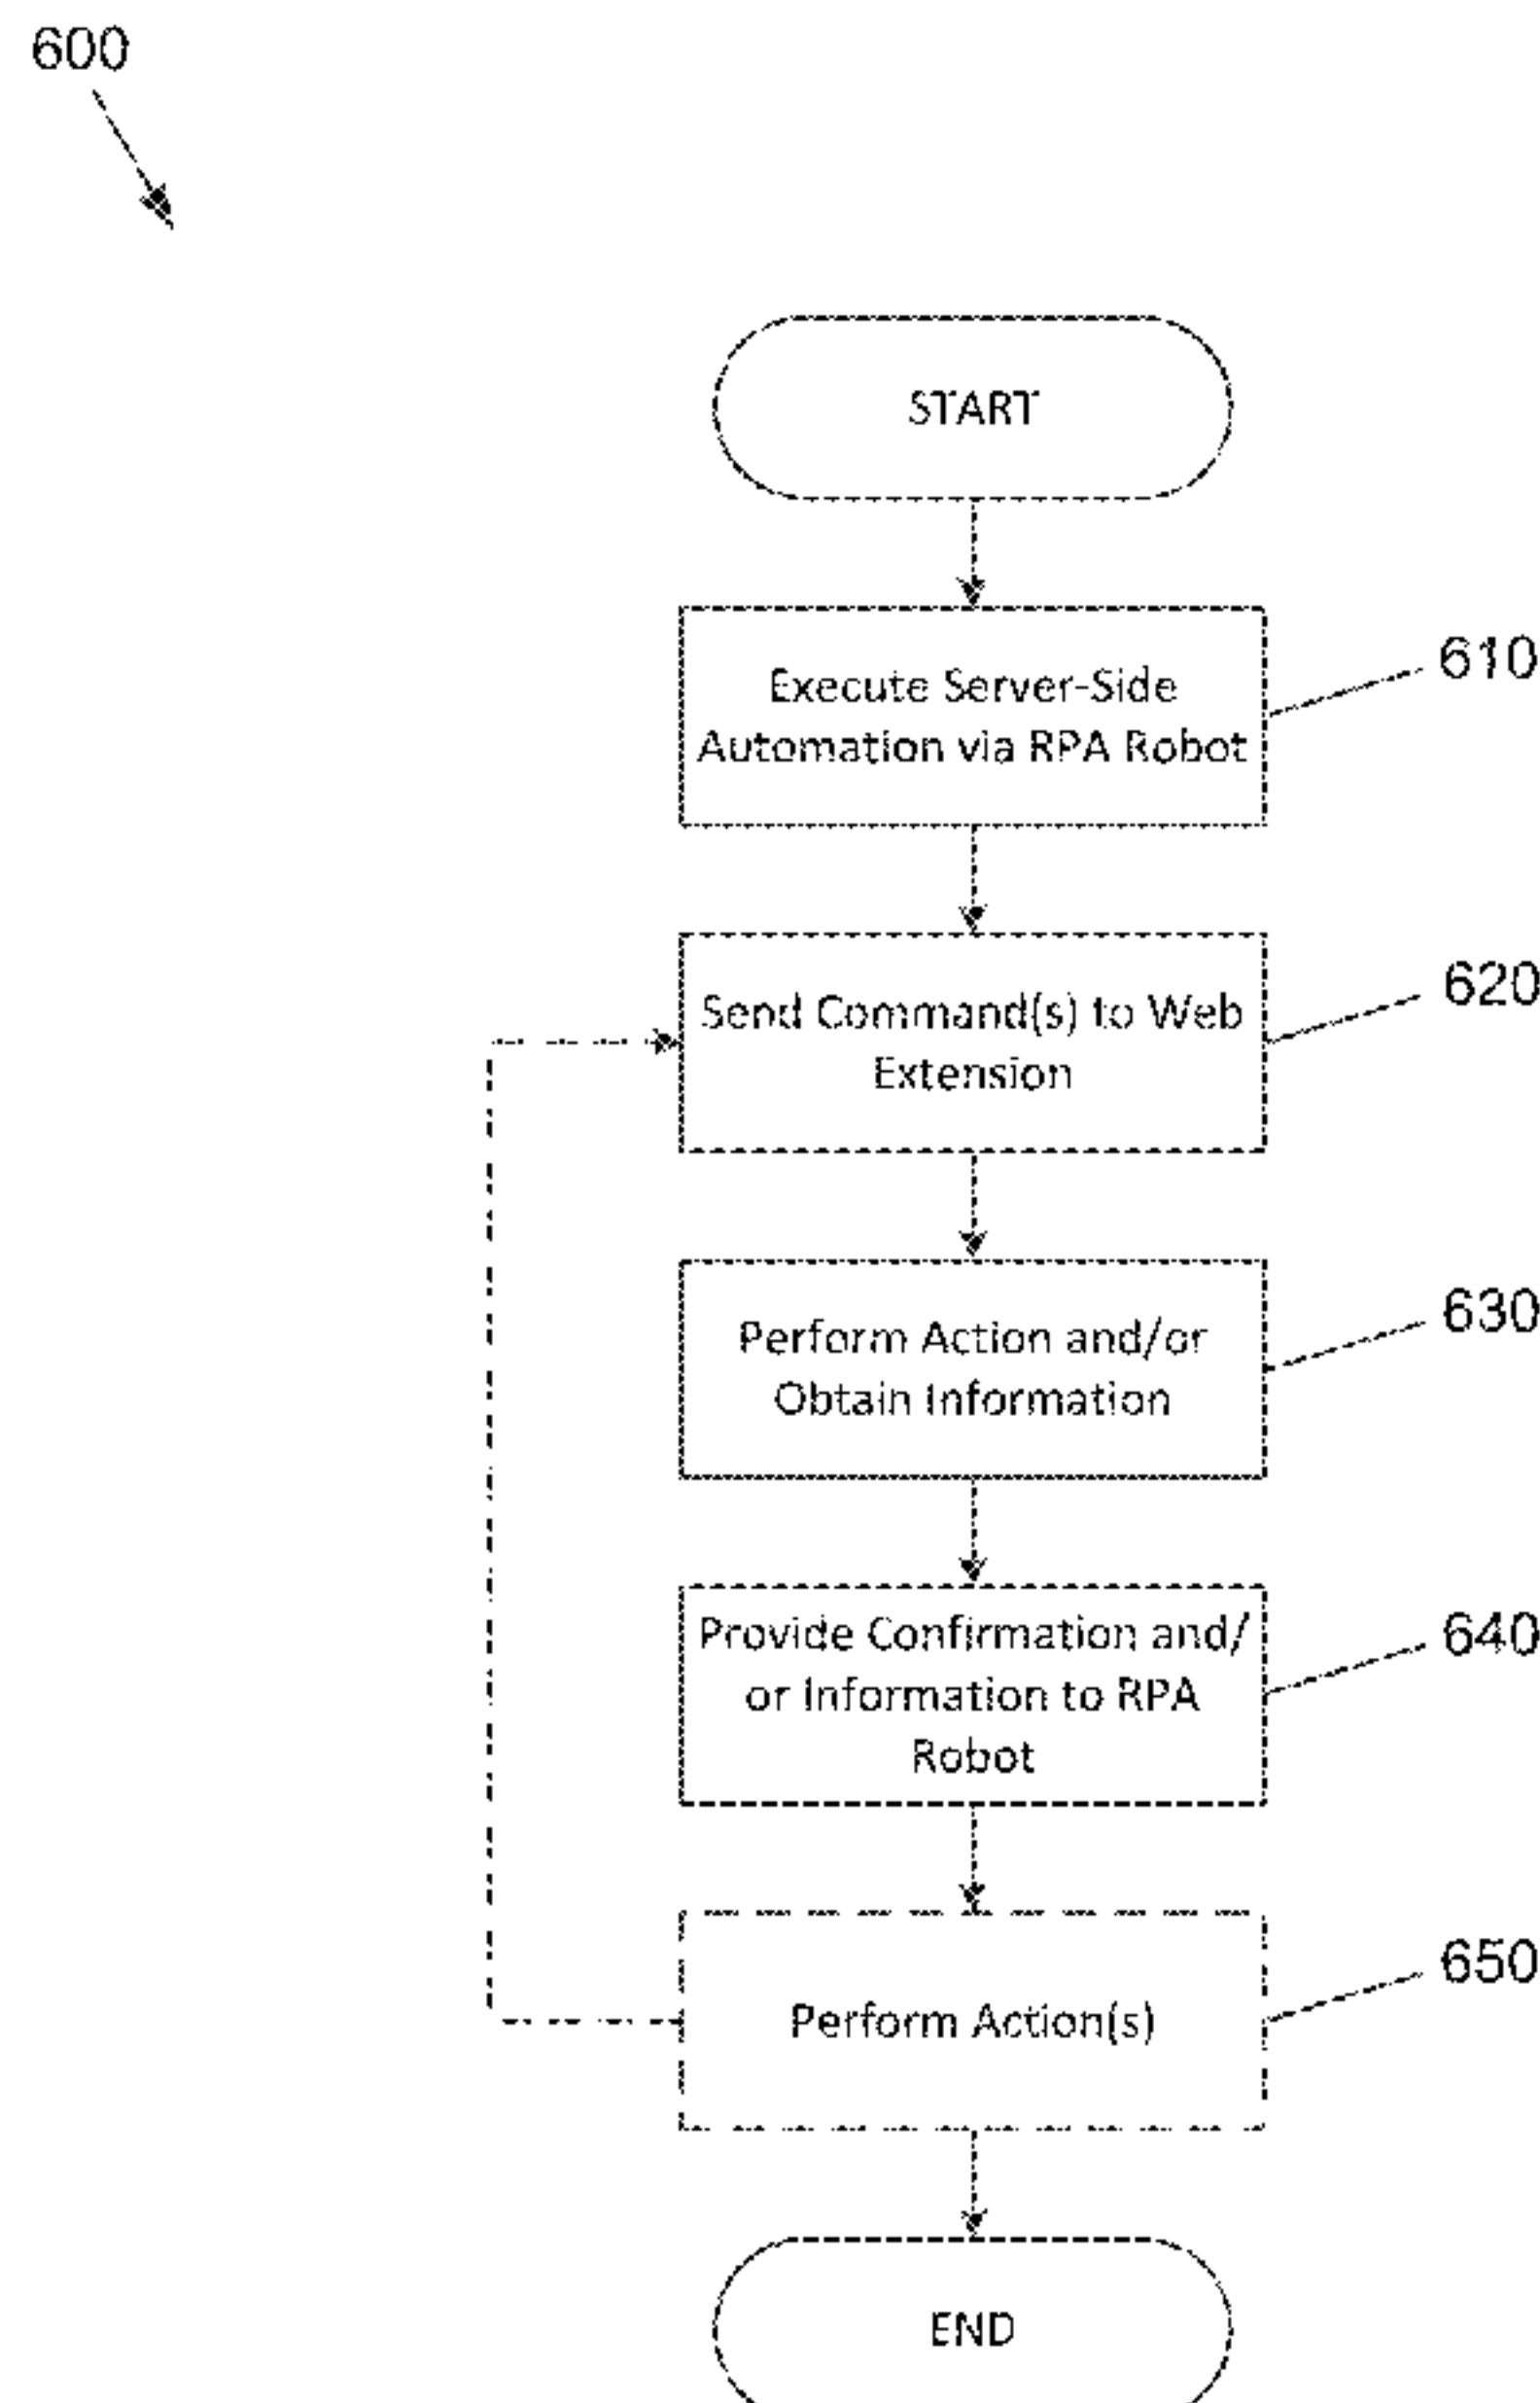 600
START
Execute Server-Side
Automation via RPA Robot
610
Send Command(s) to Web
Extension
620
Perform Action and/or
Obtain Information
630
Provide Confirmation and/
or Information to RPA
Robot
640
Perform Action(s)
650
END